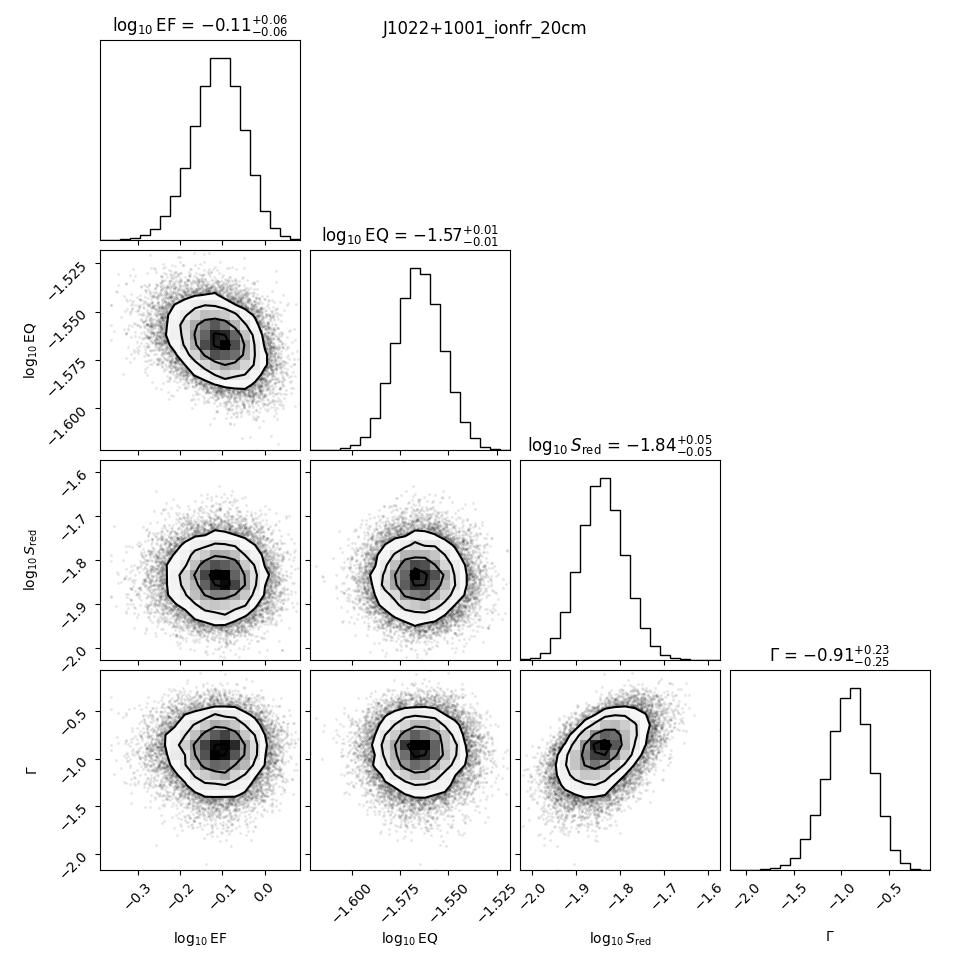 J1022+1001_ionfr_20cm
log₁₀ EF = −0.11+0.06−0.06
log₁₀ EQ = −1.57+0.01−0.01
−1.525
−1.550
−1.575
−1.600
log₁₀ EQ
log₁₀ Sred = −1.84+0.05−0.05
−1.6
−1.7
−1.8
−1.9
−2.0
log₁₀ Sred
Γ = −0.91+0.23−0.25
−0.5
−1.0
−1.5
−2.0
Γ
−0.3 −0.2 −0.1 0.0
−1.600 −1.575 −1.550 −1.525
−2.0 −1.9 −1.8 −1.7 −1.6
−2.0 −1.5 −1.0 −0.5
log₁₀ EF
log₁₀ EQ
log₁₀ Sred
Γ